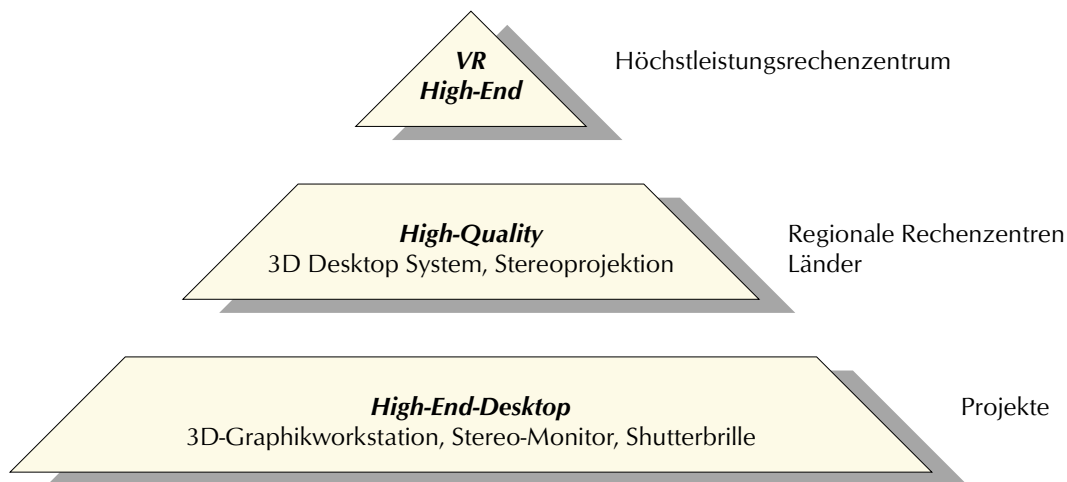 VR
High-End
Höchstleistungsrechenzentrum
High-Quality
3D Desktop System, Stereoprojektion
Regionale Rechenzentren
Länder
High-End-Desktop
3D-Graphikworkstation, Stereo-Monitor, Shutterbrille
Projekte